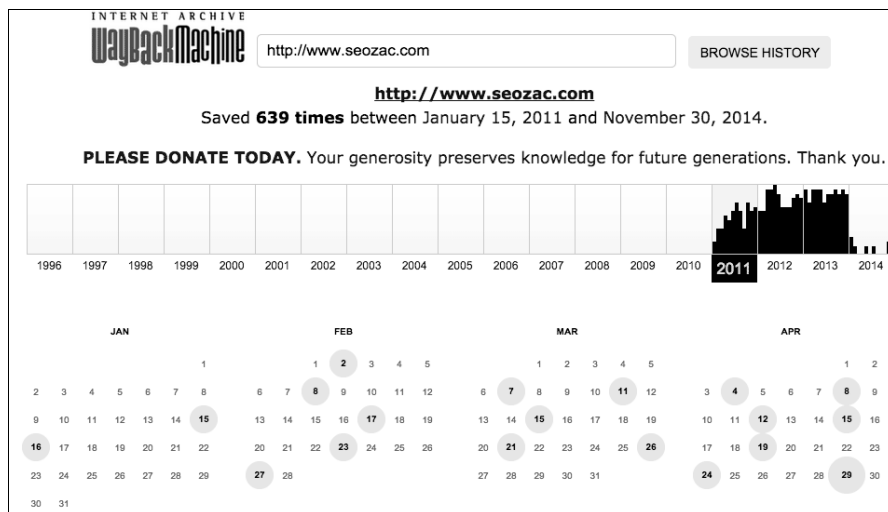 INTERNET ARCHIVE
WayBackMachine
http://www.seozac.com
BROWSE HISTORY
http://www.seozac.com
Saved 639 times between January 15, 2011 and November 30, 2014.
PLEASE DONATE TODAY. Your generosity preserves knowledge for future generations. Thank you.
1996 1997 1998 1999 2000 2001 2002 2003 2004 2005 2006 2007 2008 2009 2010 2011 2012 2013 2014
JAN FEB MAR APR
1 1 2 3 4 5 1 2 3 4 5 1 2
2 3 4 5 6 7 8 6 7 8 9 10 11 12 6 7 8 9 10 11 12 3 4 5 6 7 8 9
9 10 11 12 13 14 15 13 14 15 16 17 18 19 13 14 15 16 17 18 19 10 11 12 13 14 15 16
16 17 18 19 20 21 22 20 21 22 23 24 25 26 20 21 22 23 24 25 26 17 18 19 20 21 22 23
23 24 25 26 27 28 29 27 28 27 28 29 30 31 24 25 26 27 28 29 30
30 31